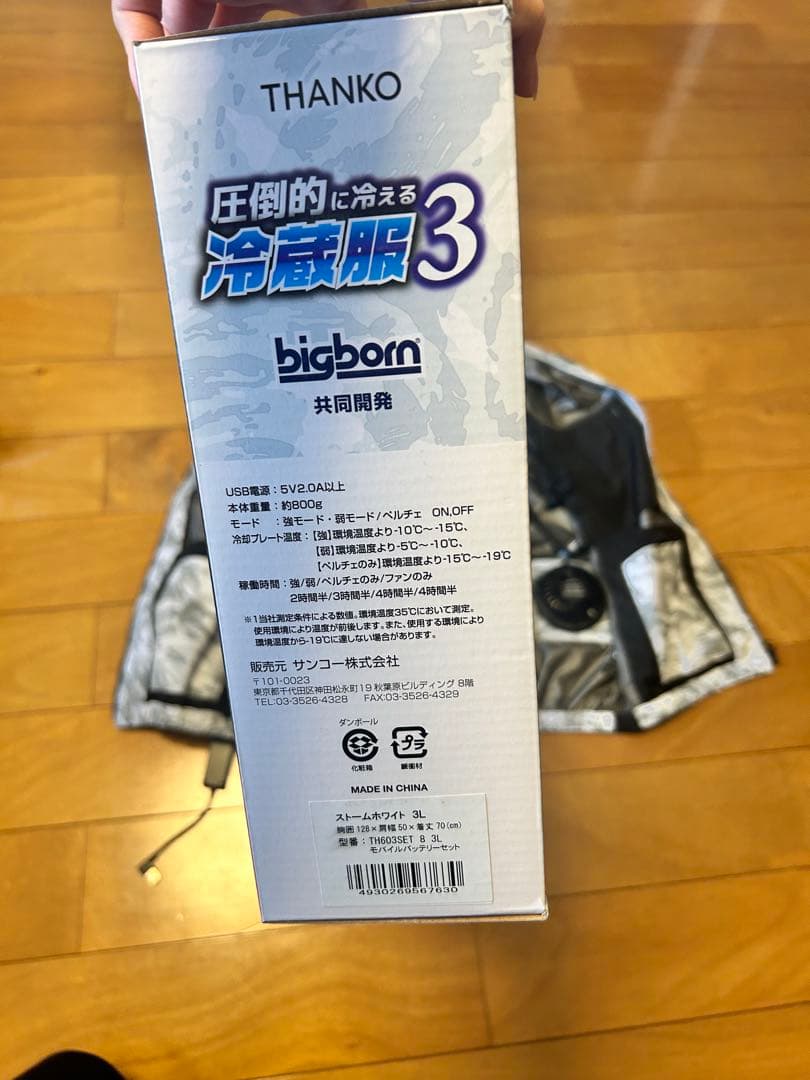 THANKO
圧倒的に冷える
冷蔵服3
bigborn
共同開発
USB電源：5V2.0A以上
本体重量：約800g
モード　：強モード・弱モード/ペルチェ　ON,OFF
冷却プレート温度：【強】環境温度より-10℃～-15℃、
【弱】環境温度より-5℃～-10℃、
【ペルチェのみ】環境温度より-15℃～-19℃
稼働時間：強/弱/ペルチェのみ/ファンのみ
2時間半/3時間半/4時間半/4時間半
※1当社測定条件による数値。環境温度35℃において測定。
使用環境により温度が前後します。また、使用する環境により
環境温度から-19℃に達しない場合があります。
販売元 サンコー株式会社
〒101-0023
東京都千代田区神田松永町19 秋葉原ビルディング 8階
TEL:03-3526-4328　FAX:03-3526-4329
ダンボール
化粧箱
プラ
緩衝材
MADE IN CHINA
ストームホワイト 3L
胸囲128×肩幅50×着丈70(cm)
型番：TH603SET 8 3L
モバイルバッテリーセット
4930269567630